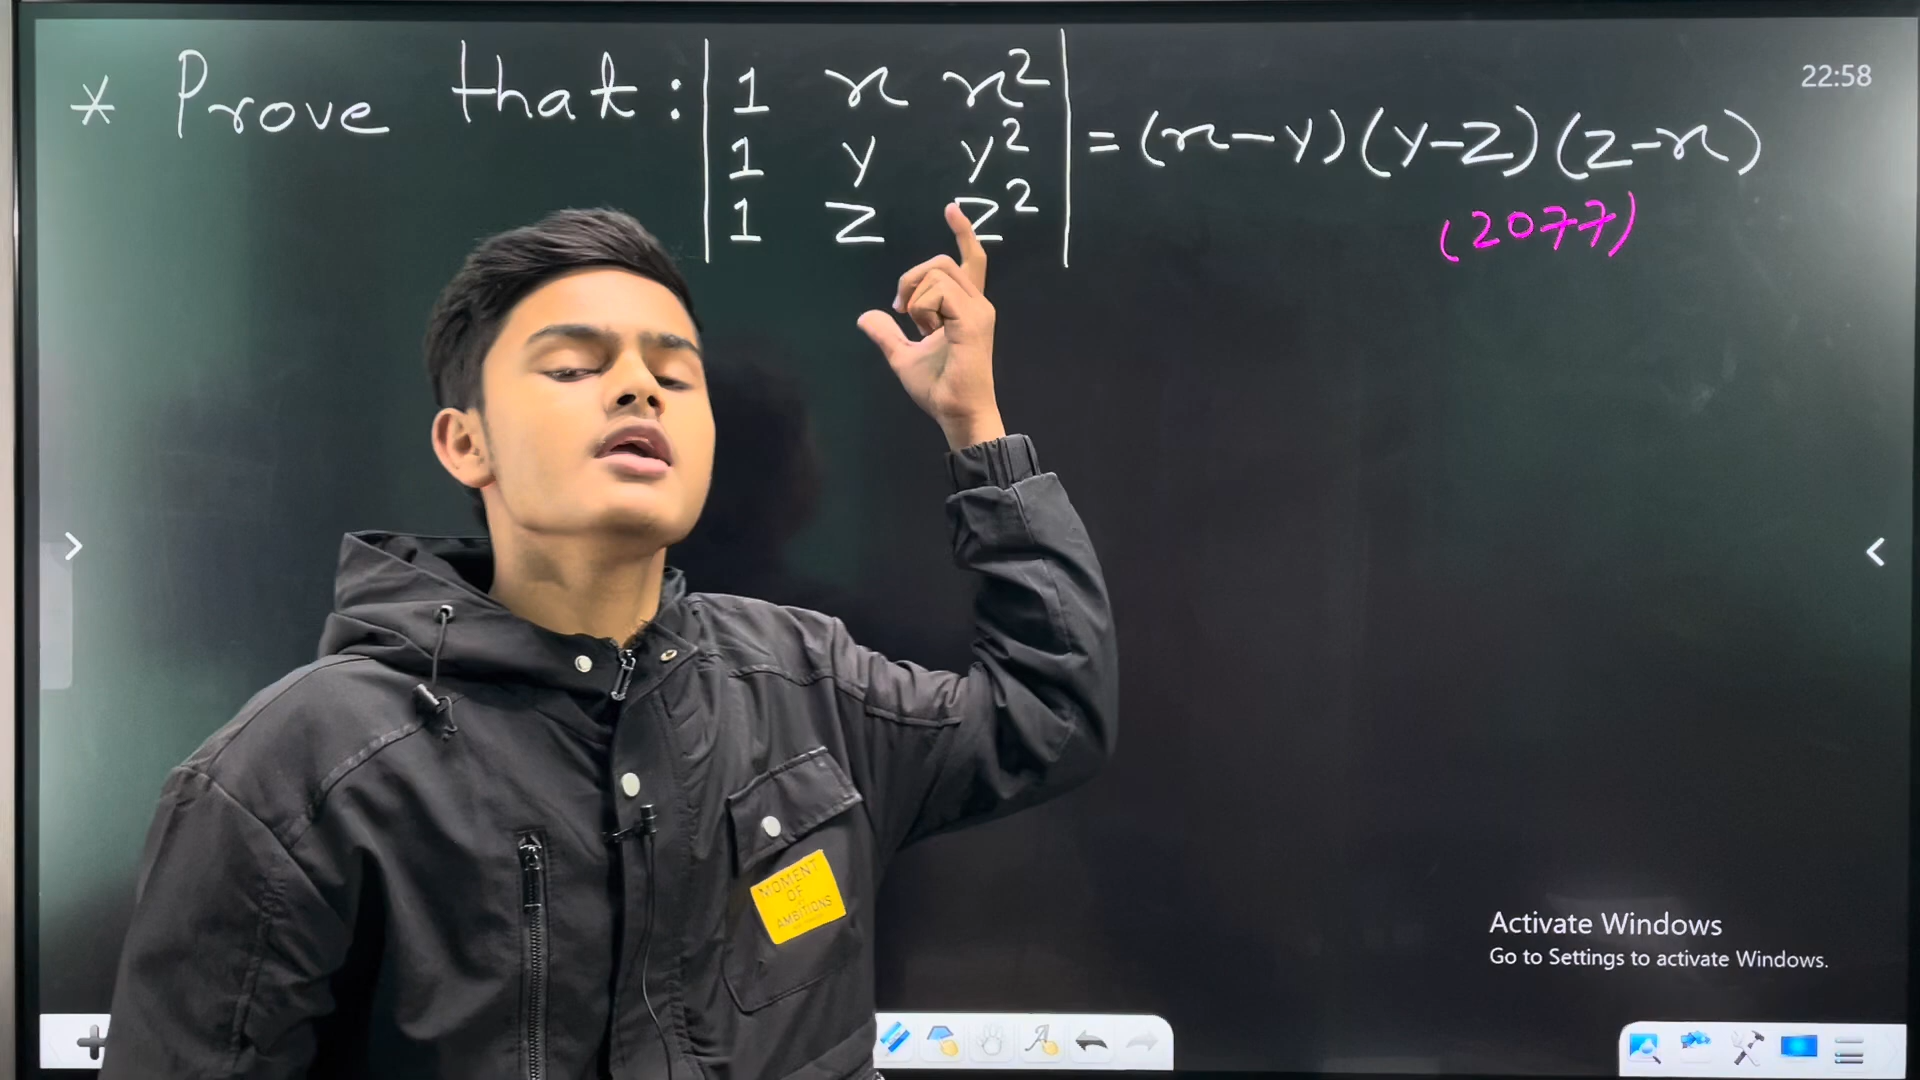 * Prove that : | 1 x x² | = (x-y)(y-z)(z-x)
| 1 y y² |
| 1 z z² |
(2077)
22:58
MOMENT
OF
AMBITIONS
Activate Windows
Go to Settings to activate Windows.